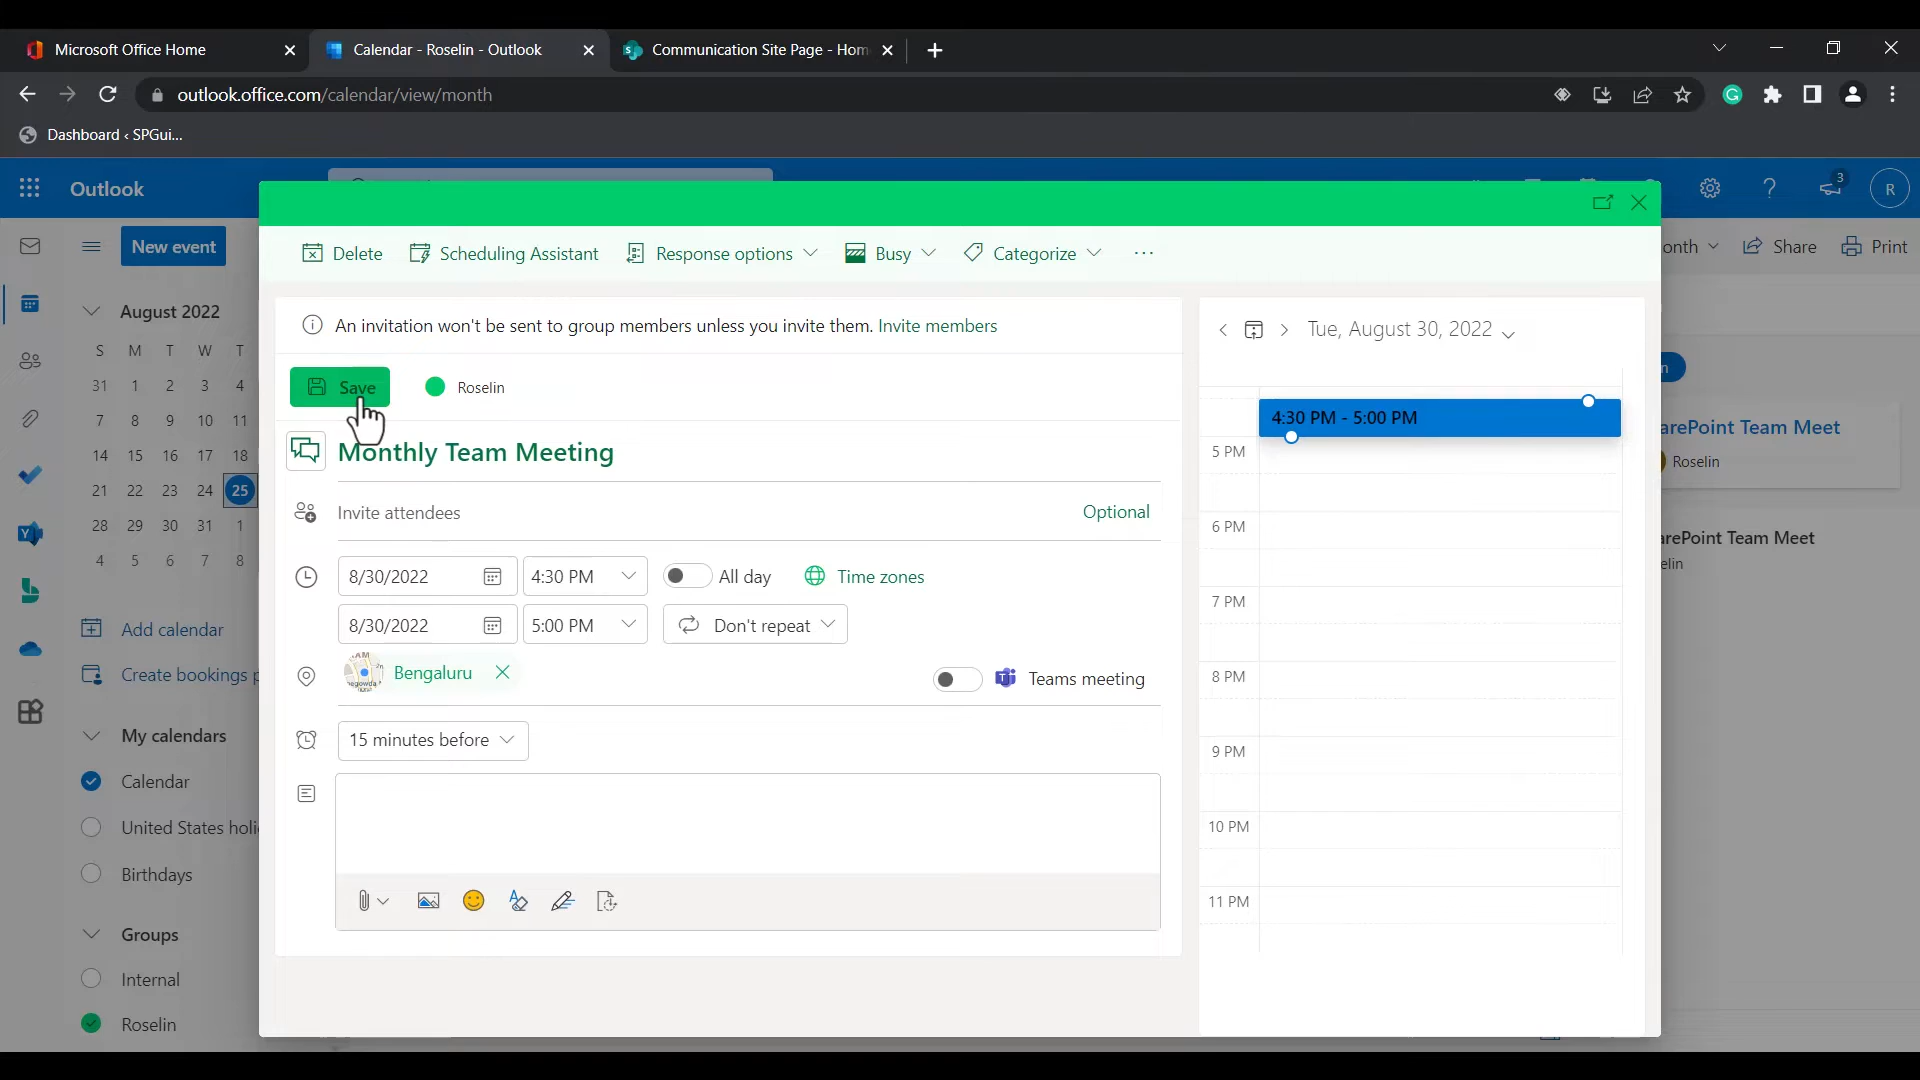 Microsoft Office Home
Calendar - Roselin - Outlook
Communication Site Page - Hom
outlook.office.com/calendar/view/month
Dashboard ‹ SPGui...
Outlook
3
R
New event
onth
Share
Print
August 2022
S M T W T
31 1 2 3 4
7 8 9 10 11
14 15 16 17 18
21 22 23 24 25
28 29 30 31 1
4 5 6 7 8
Add calendar
Create bookings p
My calendars
Calendar
United States holi
Birthdays
Groups
Internal
Roselin
Delete
Scheduling Assistant
Response options
Busy
Categorize
An invitation won't be sent to group members unless you invite them. Invite members
Save
Roselin
Monthly Team Meeting
Invite attendees
Optional
8/30/2022
4:30 PM
All day
Time zones
8/30/2022
5:00 PM
Don't repeat
Bengaluru
Teams meeting
15 minutes before
Tue, August 30, 2022
4:30 PM - 5:00 PM
5 PM
6 PM
7 PM
8 PM
9 PM
10 PM
11 PM
arePoint Team Meet
Roselin
arePoint Team Meet
elin